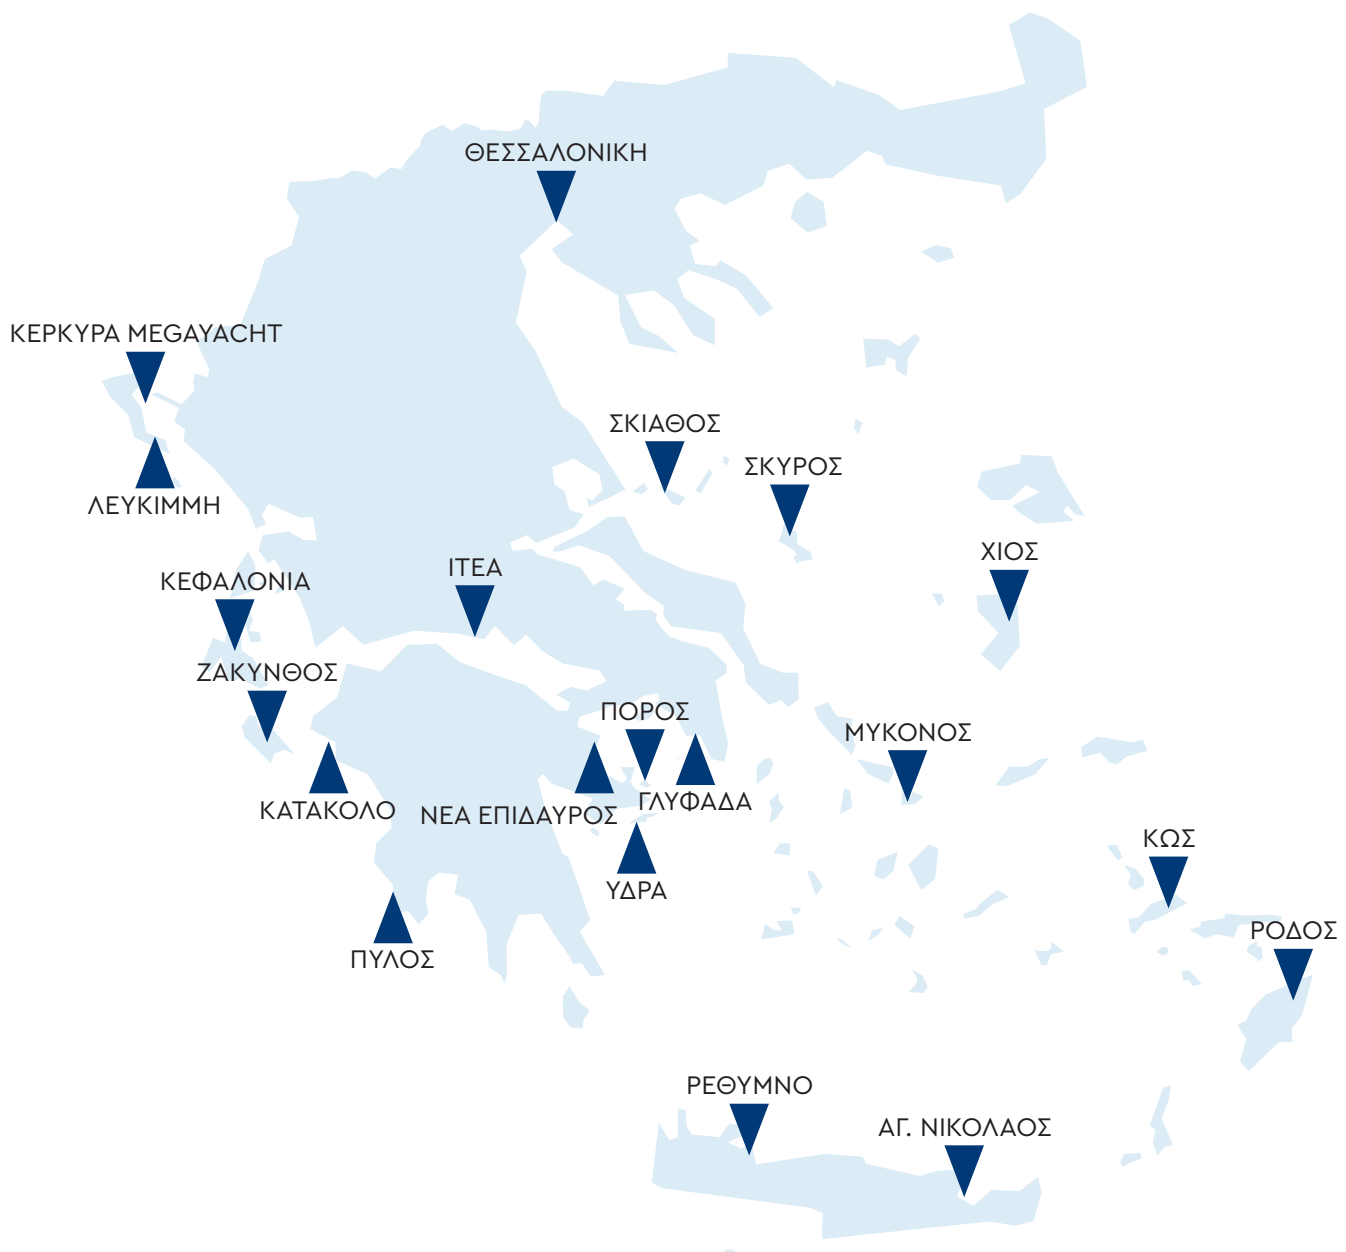 ΘΕΣΣΑΛΟΝΙΚΗ
ΚΕΡΚΥΡΑ MEGAYACHT
ΣΚΙΑΘΟΣ
ΣΚΥΡΟΣ
ΛΕΥΚΙΜΜΗ
ΧΙΟΣ
ΙΤΕΑ
ΚΕΦΑΛΟΝΙΑ
ΖΑΚΥΝΘΟΣ
ΠΟΡΟΣ
ΜΥΚΟΝΟΣ
ΓΛΥΦΑΔΑ
ΚΑΤΑΚΟΛΟ
ΝΕΑ ΕΠΙΔΑΥΡΟΣ
ΚΩΣ
ΥΔΡΑ
ΡΟΔΟΣ
ΠΥΛΟΣ
ΡΕΘΥΜΝΟ
ΑΓ. ΝΙΚΟΛΑΟΣ